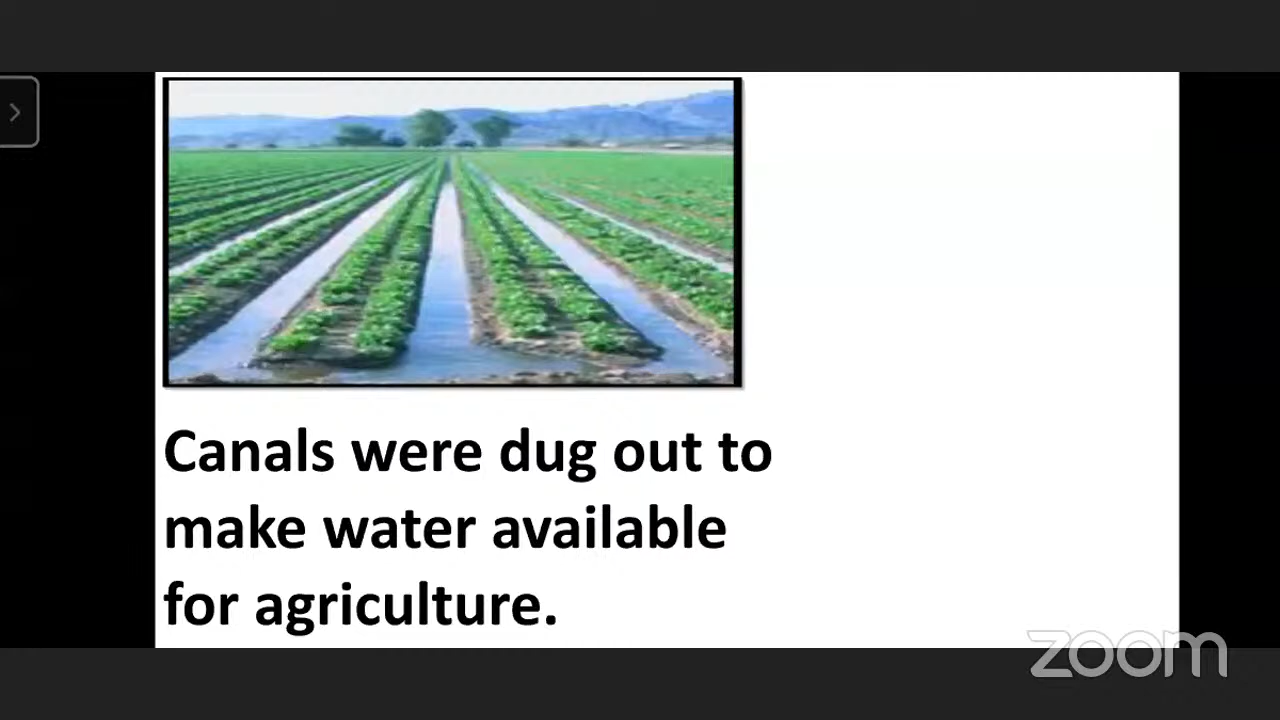 Canals were dug out to
make water available
for agriculture.
zoom